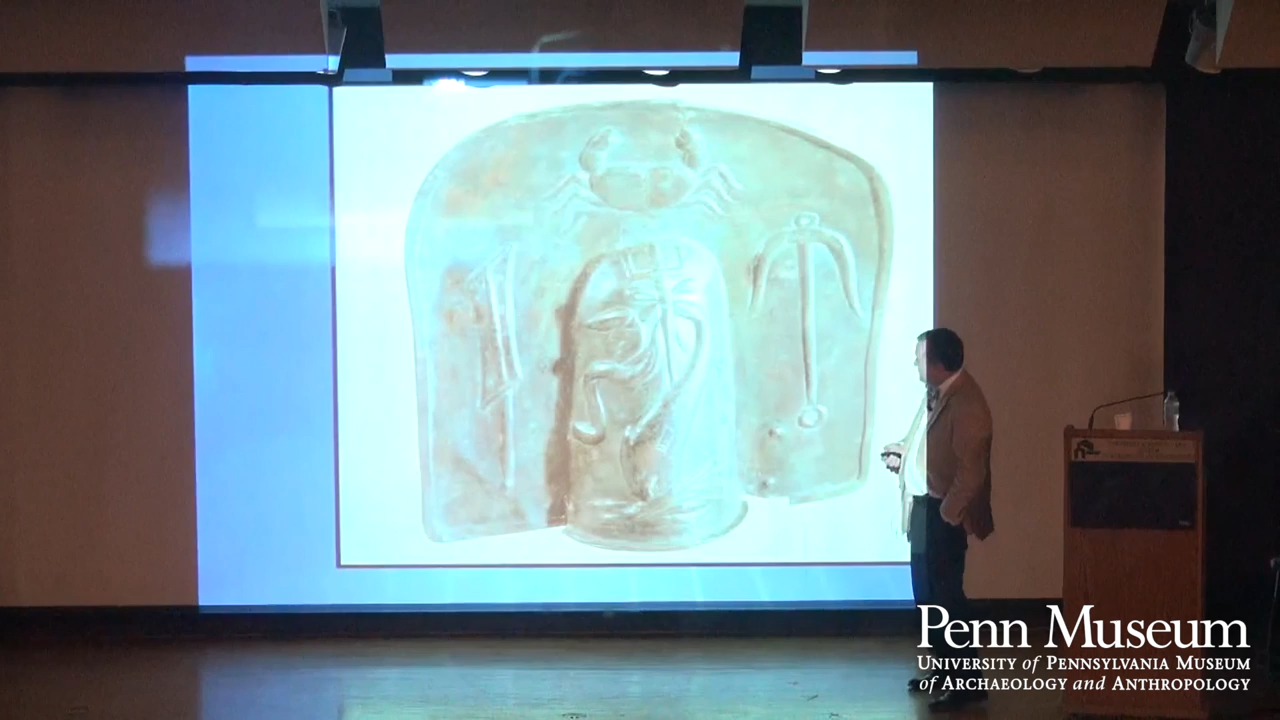 Penn Museum
UNIVERSITY of PENNSYLVANIA MUSEUM
of ARCHAEOLOGY and ANTHROPOLOGY